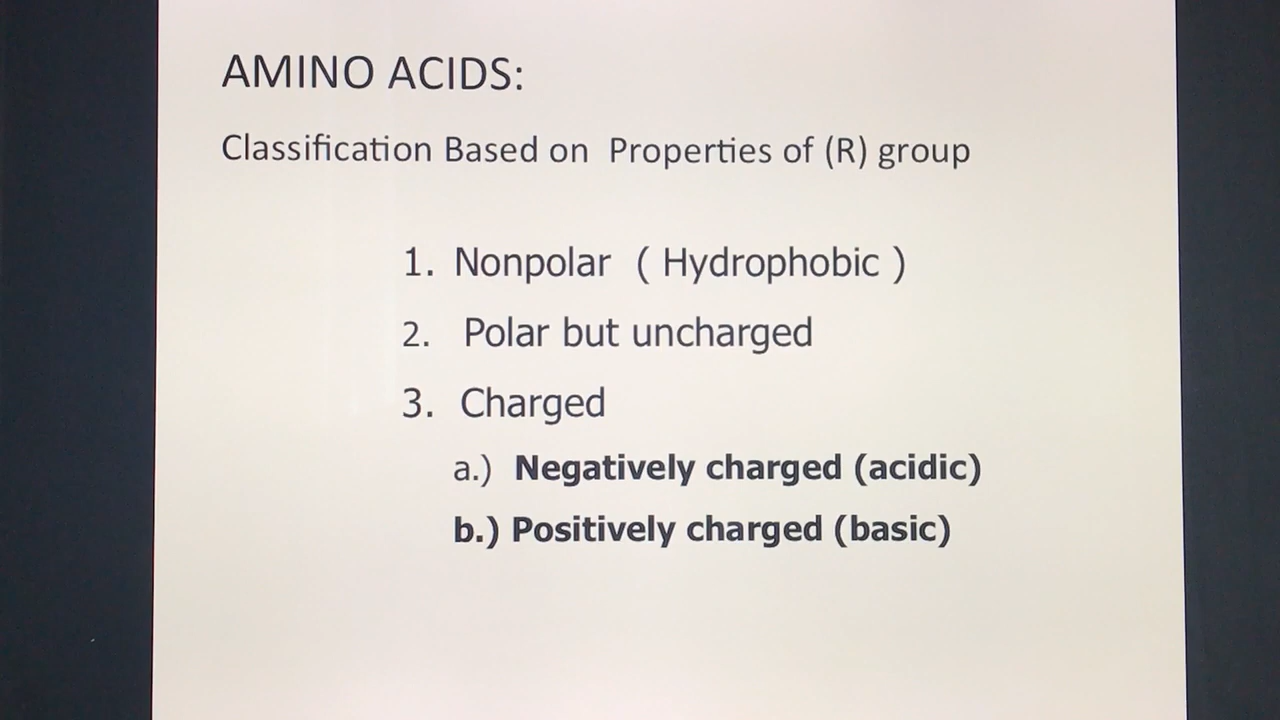 AMINO ACIDS:
Classification Based on Properties of (R) group
1. Nonpolar ( Hydrophobic )
2. Polar but uncharged
3. Charged
a.) Negatively charged (acidic)
b.) Positively charged (basic)